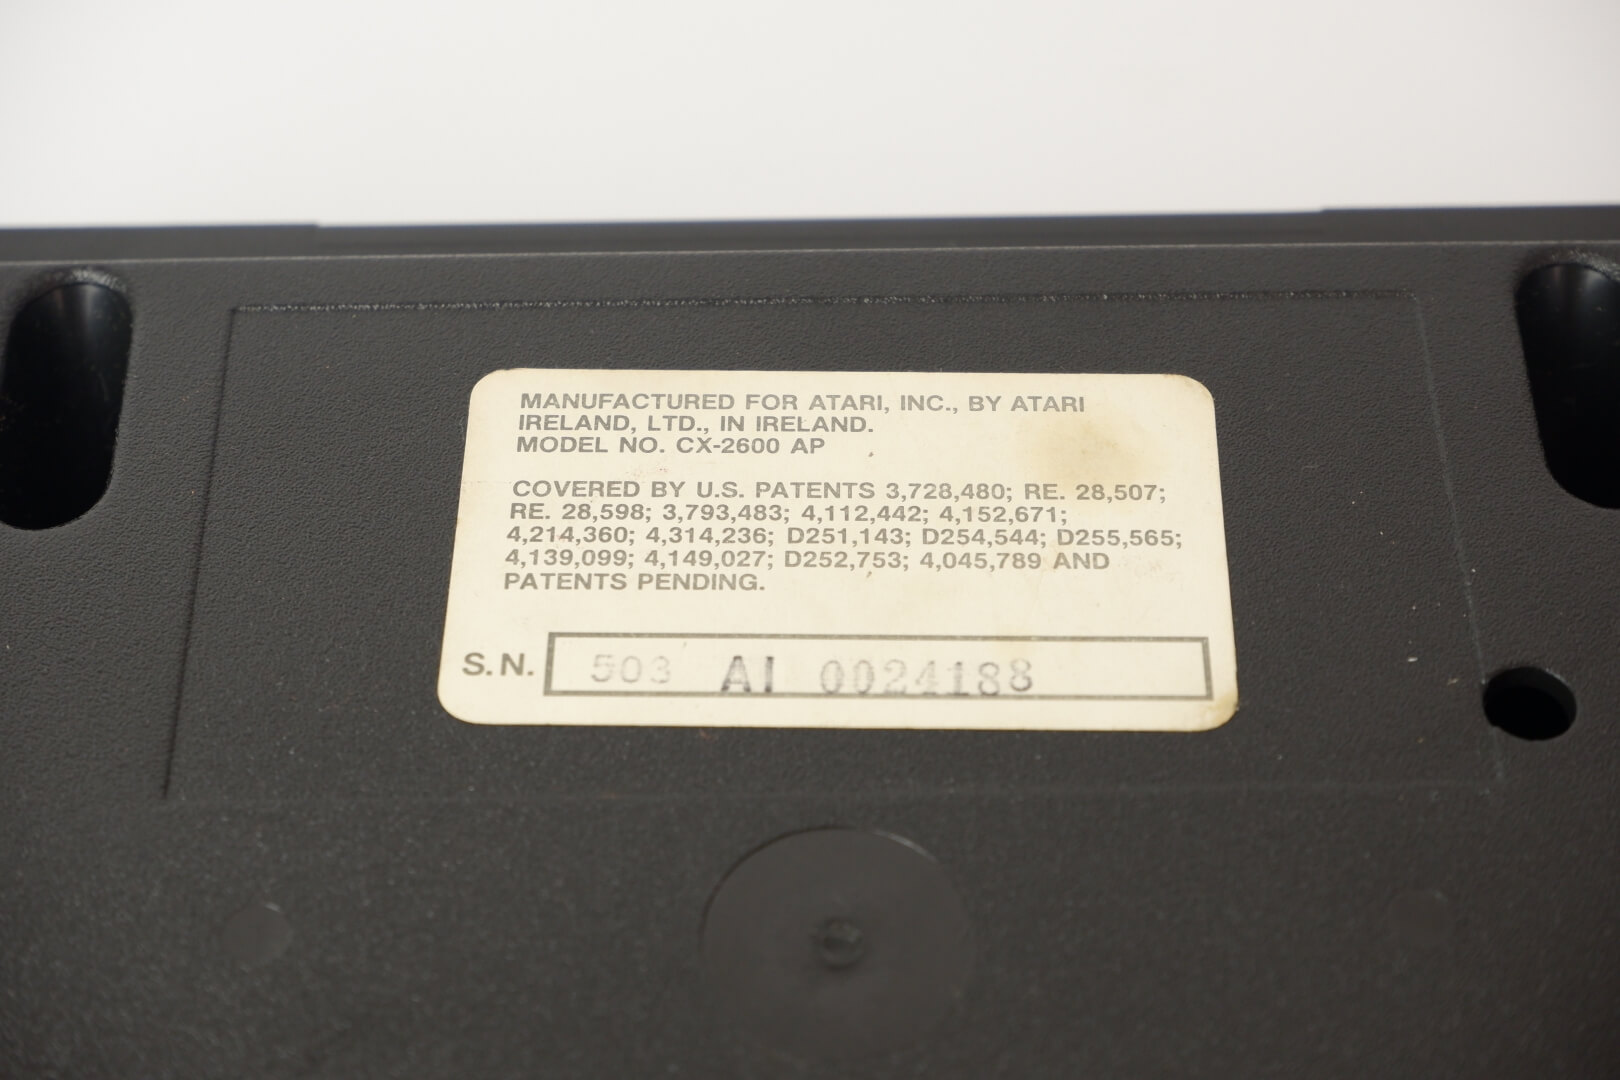 MANUFACTURED FOR ATARI, INC., BY ATARI
IRELAND, LTD., IN IRELAND.
MODEL NO. CX-2600 AP
COVERED BY U.S. PATENTS 3,728,480; RE. 28,507;
RE. 28,598; 3,793,483; 4,112,442; 4,152,671;
4,214,360; 4,314,236; D251,143; D254,544; D255,565;
4,139,099; 4,149,027; D252,753; 4,045,789 AND
PATENTS PENDING.
S.N. 503 AI 0024188